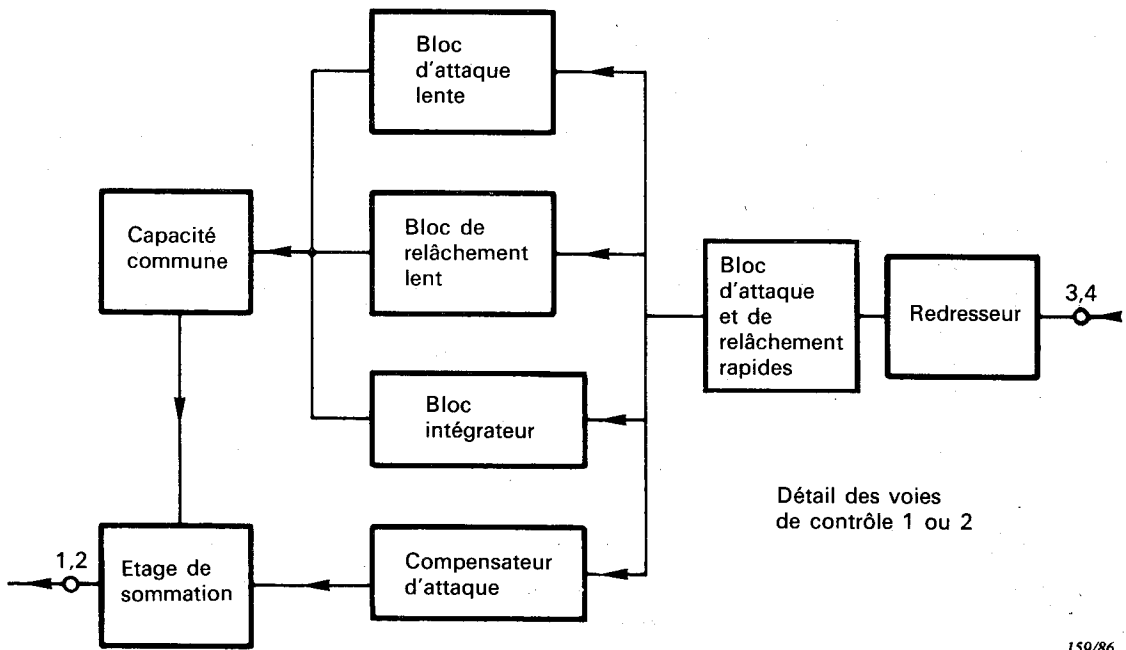 Bloc
d'attaque
lente
Capacité
commune
Bloc de
relâchement
lent
Bloc
d'attaque
et de
relâchement
rapides
Redresseur
3,4
Bloc
intégrateur
Détail des voies
de contrôle 1 ou 2
1,2
Etage de
sommation
Compensateur
d'attaque
159/86